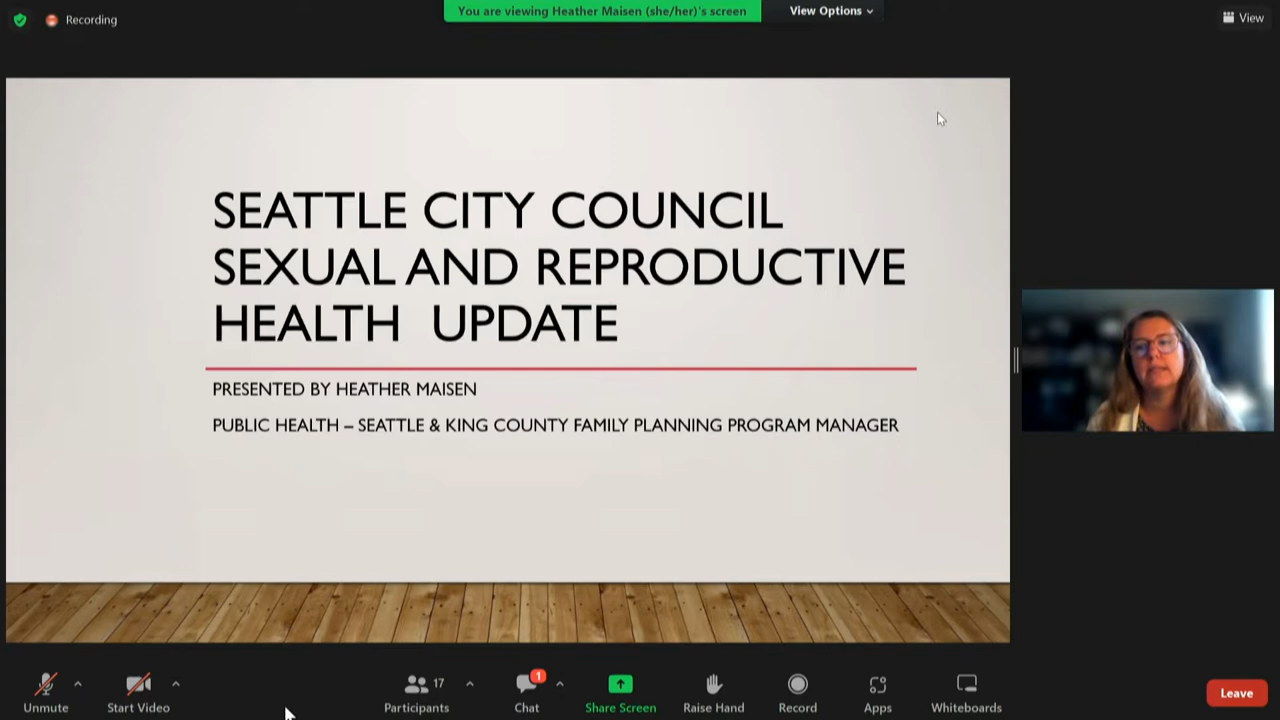 Recording
You are viewing Heather Maisen (she/her)'s screen
View Options
View
SEATTLE CITY COUNCIL
SEXUAL AND REPRODUCTIVE
HEALTH UPDATE
PRESENTED BY HEATHER MAISEN
PUBLIC HEALTH – SEATTLE & KING COUNTY FAMILY PLANNING PROGRAM MANAGER
17
1
Unmute
Start Video
Participants
Chat
Share Screen
Raise Hand
Record
Apps
Whiteboards
Leave